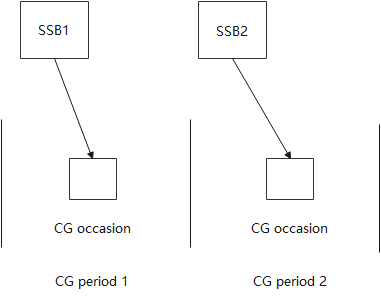 SSB1
SSB2
CG occasion
CG occasion
CG period 1
CG period 2